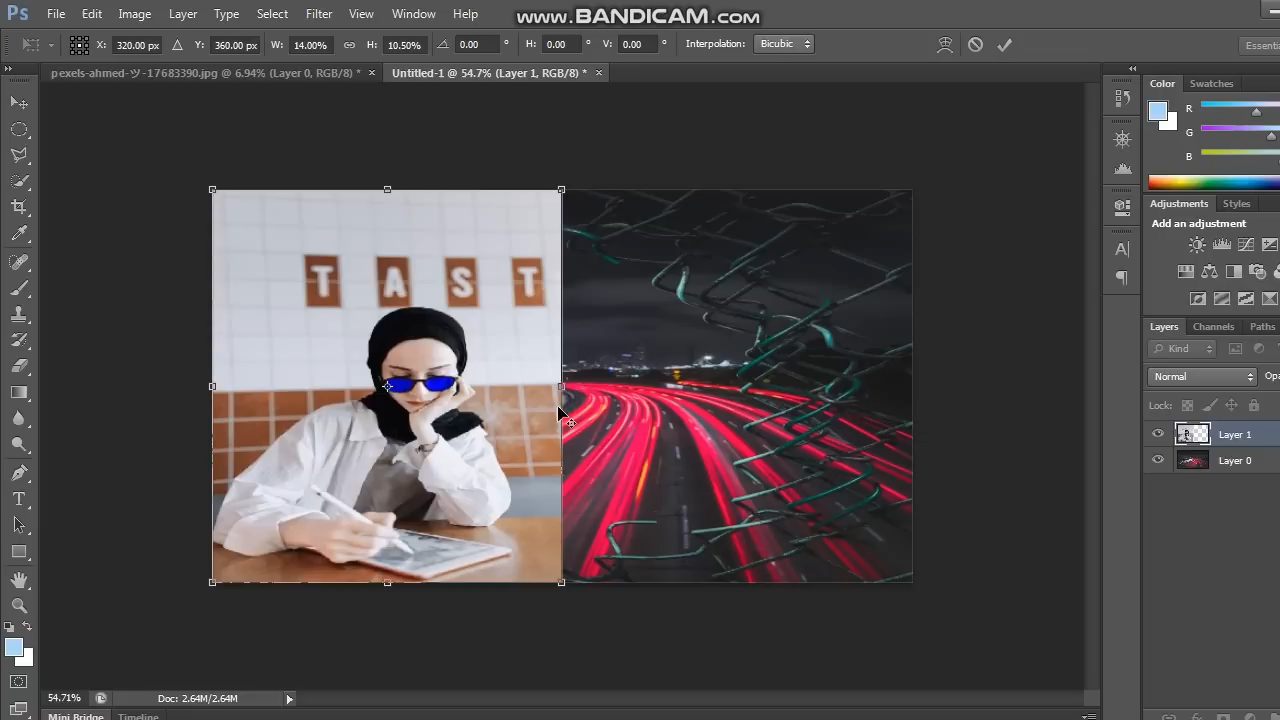 Ps File Edit Image Layer Type Select Filter 3D View Window Help
www.BANDICAM.com
X: 320.00 px Y: 360.00 px W: 14.00% H: 10.50% 0.00 ° H: 0.00 ° V: 0.00 ° Interpolation: Bicubic
pexels-ahmed-ツ-17683390.jpg @ 6.94% (Layer 0, RGB/8) * × Untitled-1 @ 54.7% (Layer 1, RGB/8) * ×
Color Swatches
R
G
B
Adjustments Styles
Add an adjustment
T A S T
Layers Channels Paths
Kind
Normal
Lock:
Layer 1
Layer 0
54.71% Doc: 2.64M/2.64M
Mini Bridge Timeline